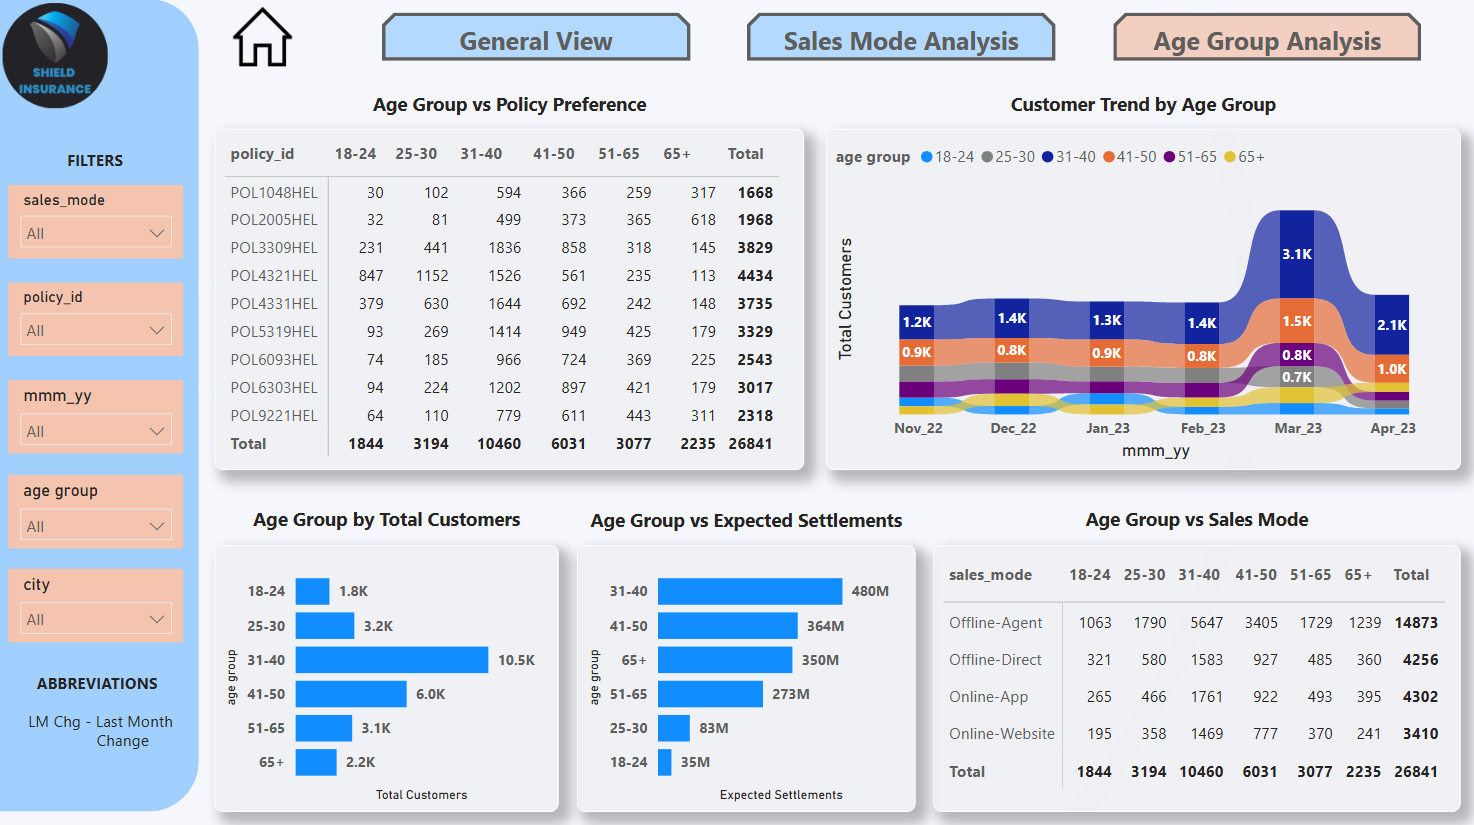 SHIELD
INSURANCE
General View
Sales Mode Analysis
Age Group Analysis
FILTERS
sales_mode
All
policy_id
All
mmm_yy
All
age group
All
city
All
ABBREVIATIONS
LM Chg - Last Month
Change
Age Group vs Policy Preference
policy_id 18-24 25-30 31-40 41-50 51-65 65+ Total
POL1048HEL 30 102 594 366 259 317 1668
POL2005HEL 32 81 499 373 365 618 1968
POL3309HEL 231 441 1836 858 318 145 3829
POL4321HEL 847 1152 1526 561 235 113 4434
POL4331HEL 379 630 1644 692 242 148 3735
POL5319HEL 93 269 1414 949 425 179 3329
POL6093HEL 74 185 966 724 369 225 2543
POL6303HEL 94 224 1202 897 421 179 3017
POL9221HEL 64 110 779 611 443 311 2318
Total 1844 3194 10460 6031 3077 2235 26841
Customer Trend by Age Group
age group 18-24 25-30 31-40 41-50 51-65 65+
Total Customers
3.1K
1.2K 1.4K 1.3K 1.4K 1.5K 2.1K
0.9K 0.8K 0.9K 0.8K 0.8K 1.0K
0.7K
Nov_22 Dec_22 Jan_23 Feb_23 Mar_23 Apr_23
mmm_yy
Age Group by Total Customers
age group
18-24 1.8K
25-30 3.2K
31-40 10.5K
41-50 6.0K
51-65 3.1K
65+ 2.2K
Total Customers
Age Group vs Expected Settlements
age group
31-40 480M
41-50 364M
65+ 350M
51-65 273M
25-30 83M
18-24 35M
Expected Settlements
Age Group vs Sales Mode
sales_mode 18-24 25-30 31-40 41-50 51-65 65+ Total
Offline-Agent 1063 1790 5647 3405 1729 1239 14873
Offline-Direct 321 580 1583 927 485 360 4256
Online-App 265 466 1761 922 493 395 4302
Online-Website 195 358 1469 777 370 241 3410
Total 1844 3194 10460 6031 3077 2235 26841